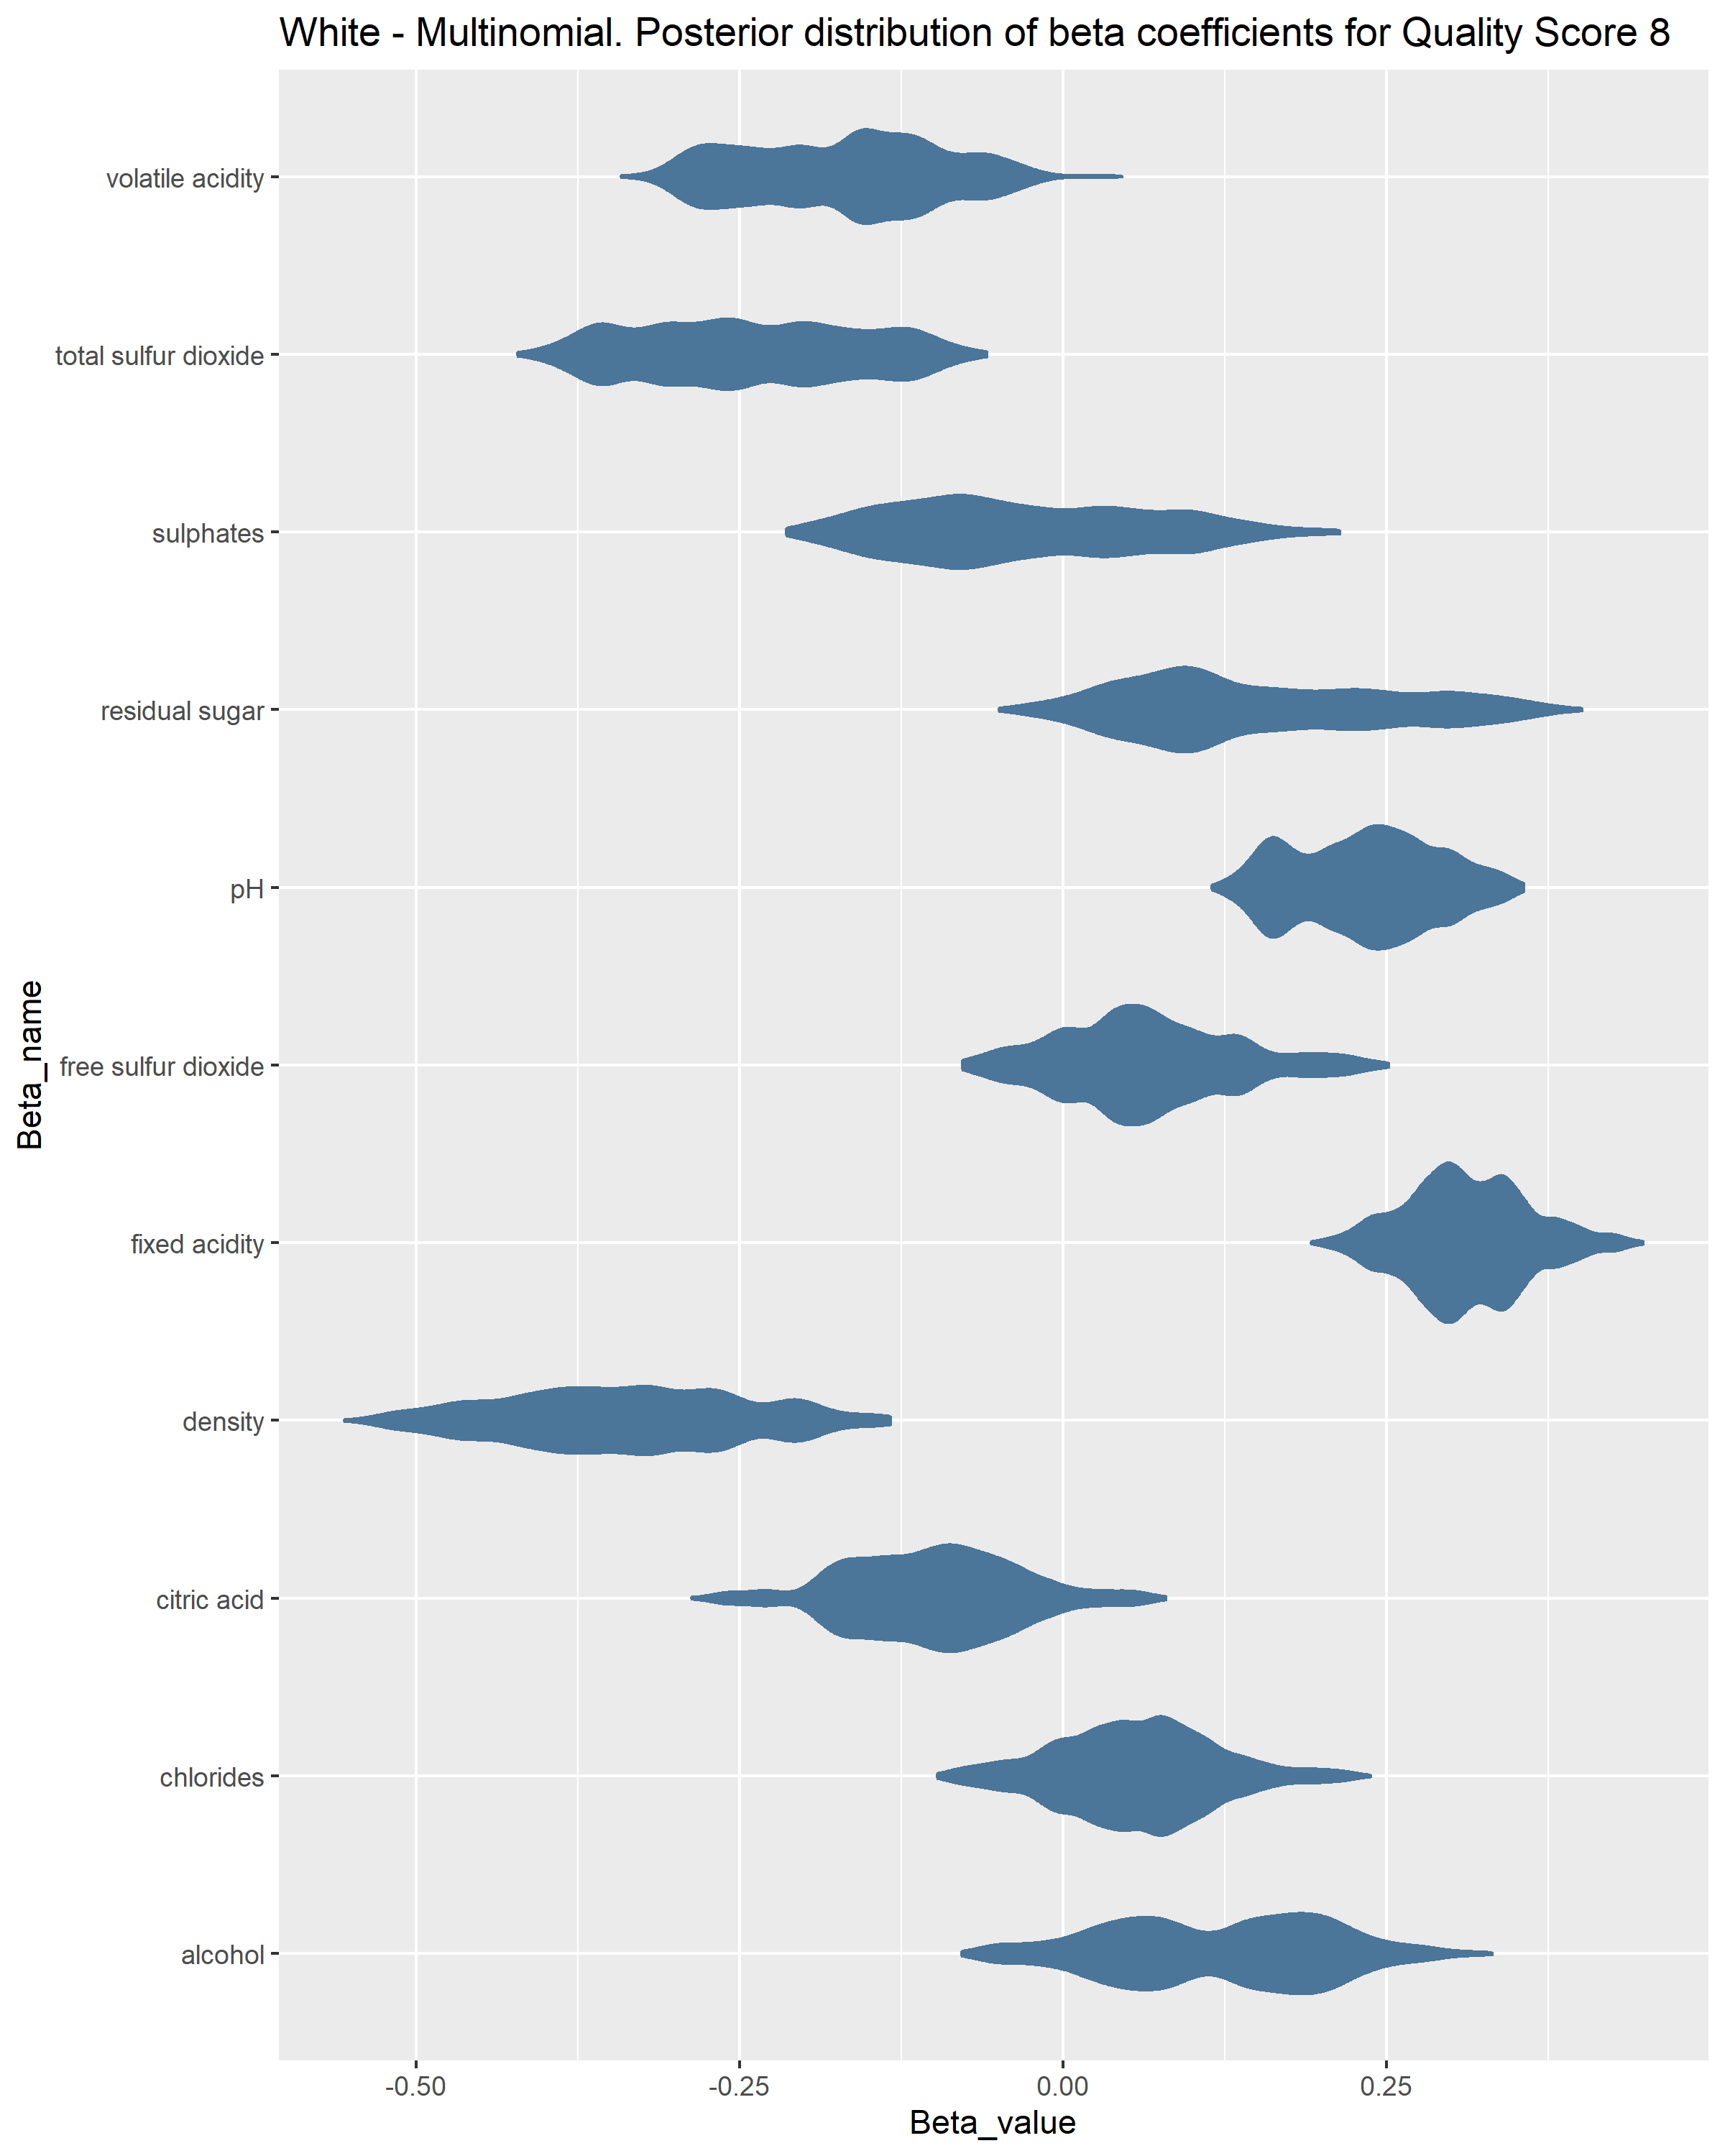 White - Multinomial. Posterior distribution of beta coefficients for Quality Score 8
volatile acidity
total sulfur dioxide
sulphates
residual sugar
pH
free sulfur dioxide
fixed acidity
density
citric acid
chlorides
alcohol
Beta_name
-0.50
-0.25
0.00
0.25
Beta_value